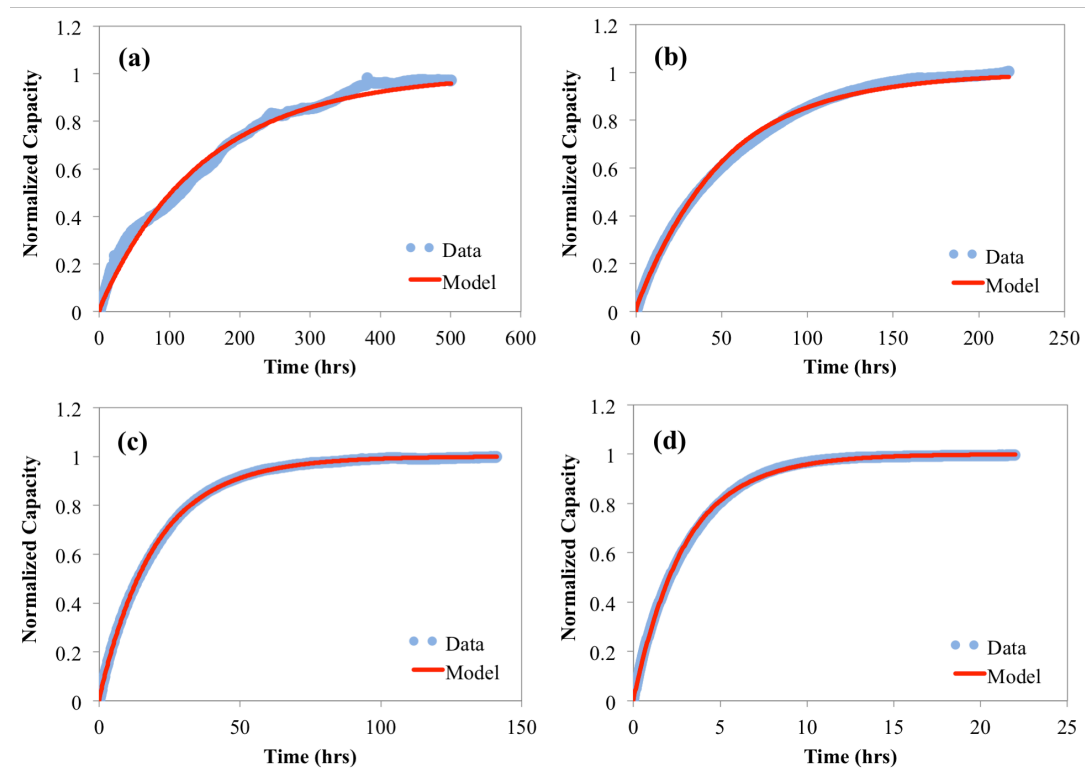 (a)
Normalized Capacity
1.2
1
0.8
0.6
0.4
0.2
0
Data
Model
0 100 200 300 400 500 600
Time (hrs)
(b)
Normalized Capacity
1.2
1
0.8
0.6
0.4
0.2
0
Data
Model
0 50 100 150 200 250
Time (hrs)
(c)
Normalized Capacity
1.2
1
0.8
0.6
0.4
0.2
0
Data
Model
0 50 100 150
Time (hrs)
(d)
Normalized Capacity
1.2
1
0.8
0.6
0.4
0.2
0
Data
Model
0 5 10 15 20 25
Time (hrs)